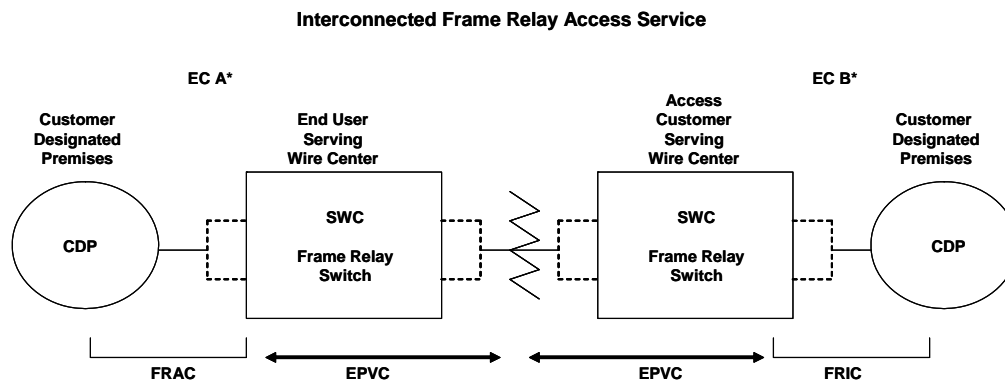 Interconnected Frame Relay Access Service
EC A*
EC B*
Customer
Designated
Premises
End User
Serving
Wire Center
Access
Customer
Serving
Wire Center
Customer
Designated
Premises
CDP
SWC
Frame Relay
Switch
SWC
Frame Relay
Switch
CDP
FRAC
EPVC
EPVC
FRIC